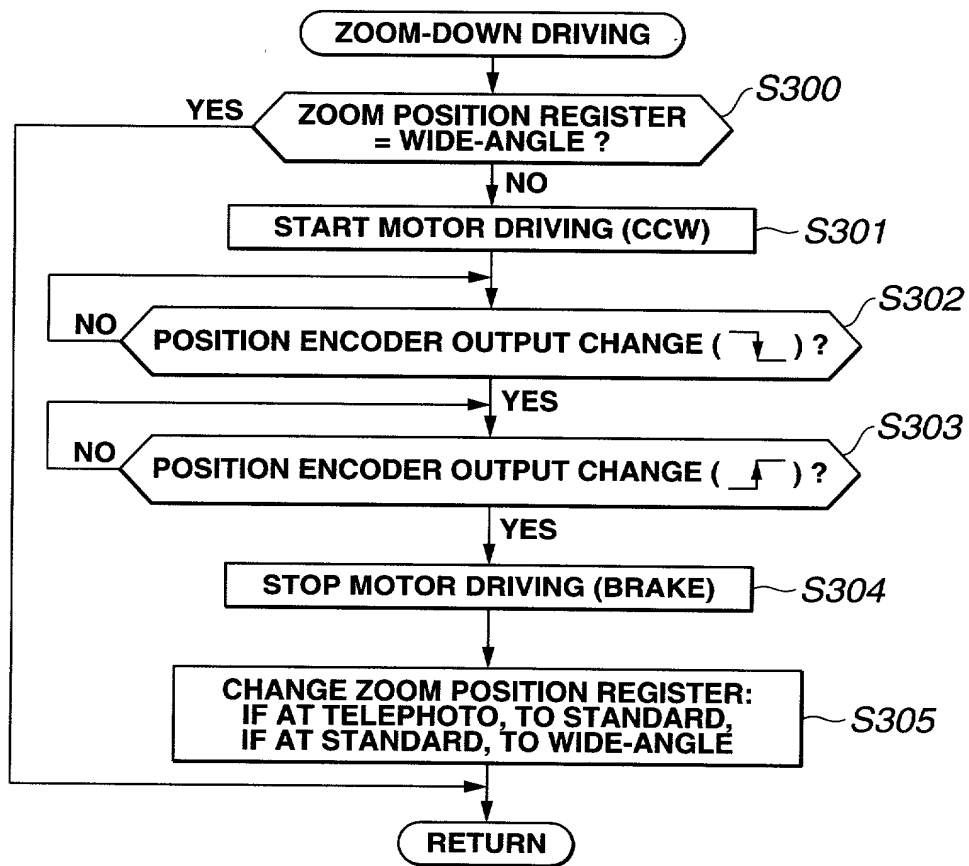 ZOOM-DOWN DRIVING
S300
YES
ZOOM POSITION REGISTER
= WIDE-ANGLE ?
NO
START MOTOR DRIVING (CCW)
S301
S302
NO
POSITION ENCODER OUTPUT CHANGE ( ) ?
YES
S303
NO
POSITION ENCODER OUTPUT CHANGE ( ) ?
YES
STOP MOTOR DRIVING (BRAKE)
S304
CHANGE ZOOM POSITION REGISTER:
IF AT TELEPHOTO, TO STANDARD,
IF AT STANDARD, TO WIDE-ANGLE
S305
RETURN